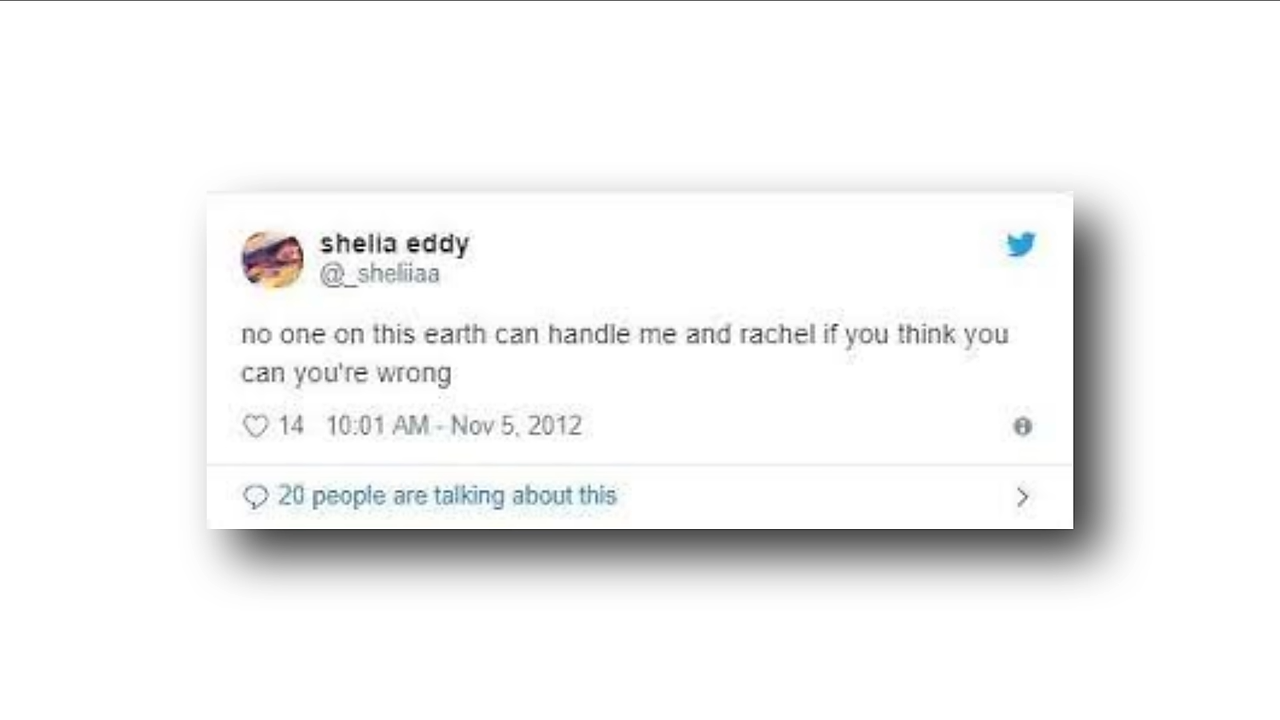 shelia eddy
@_sheliiaa
no one on this earth can handle me and rachel if you think you
can you're wrong
14 10:01 AM - Nov 5, 2012
20 people are talking about this